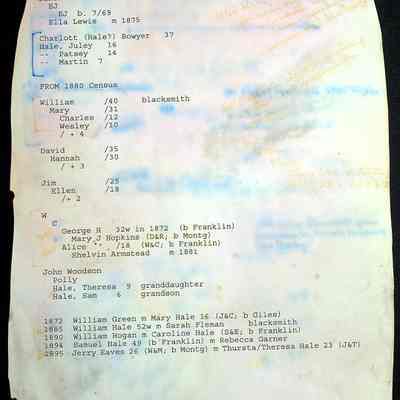 EJ
EJ b. 7/69
Ella Lewis m 1875
Charlott (Hale?) Bowyer 37
Hale, Juley 16
-- Patsey 14
-- Martin 7
FROM 1880 Census
William /40 blacksmith
Mary /31
Charles /12
Wesley /10
/ + 4
David /35
Hannah /30
/ + 3
Jim /25
Ellen /18
/+ 2
W
C
George H 32w in 1872 (b Franklin)
Mary J Hopkins (D&R; b Montg)
Alice " /18 (W&C; b Franklin)
Shelvin Armstead m 1881
John Woodson
Polly
Hale, Theresa 9 granddaughter
Hale, Sam 6 grandson
1872 William Green m Mary Hale 16 (J&C; b Giles)
1885 William Hale 52w m Sarah Fleman blacksmith
1890 William Hogan m Caroline Hale (S&E; b Franklin)
1894 Samuel Hale 49 (b Franklin) m Rebecca Garner
1895 Jerry Eaves 26 (W&M; b Montg) m Thursta/Theresa Hale 23 (J&T)